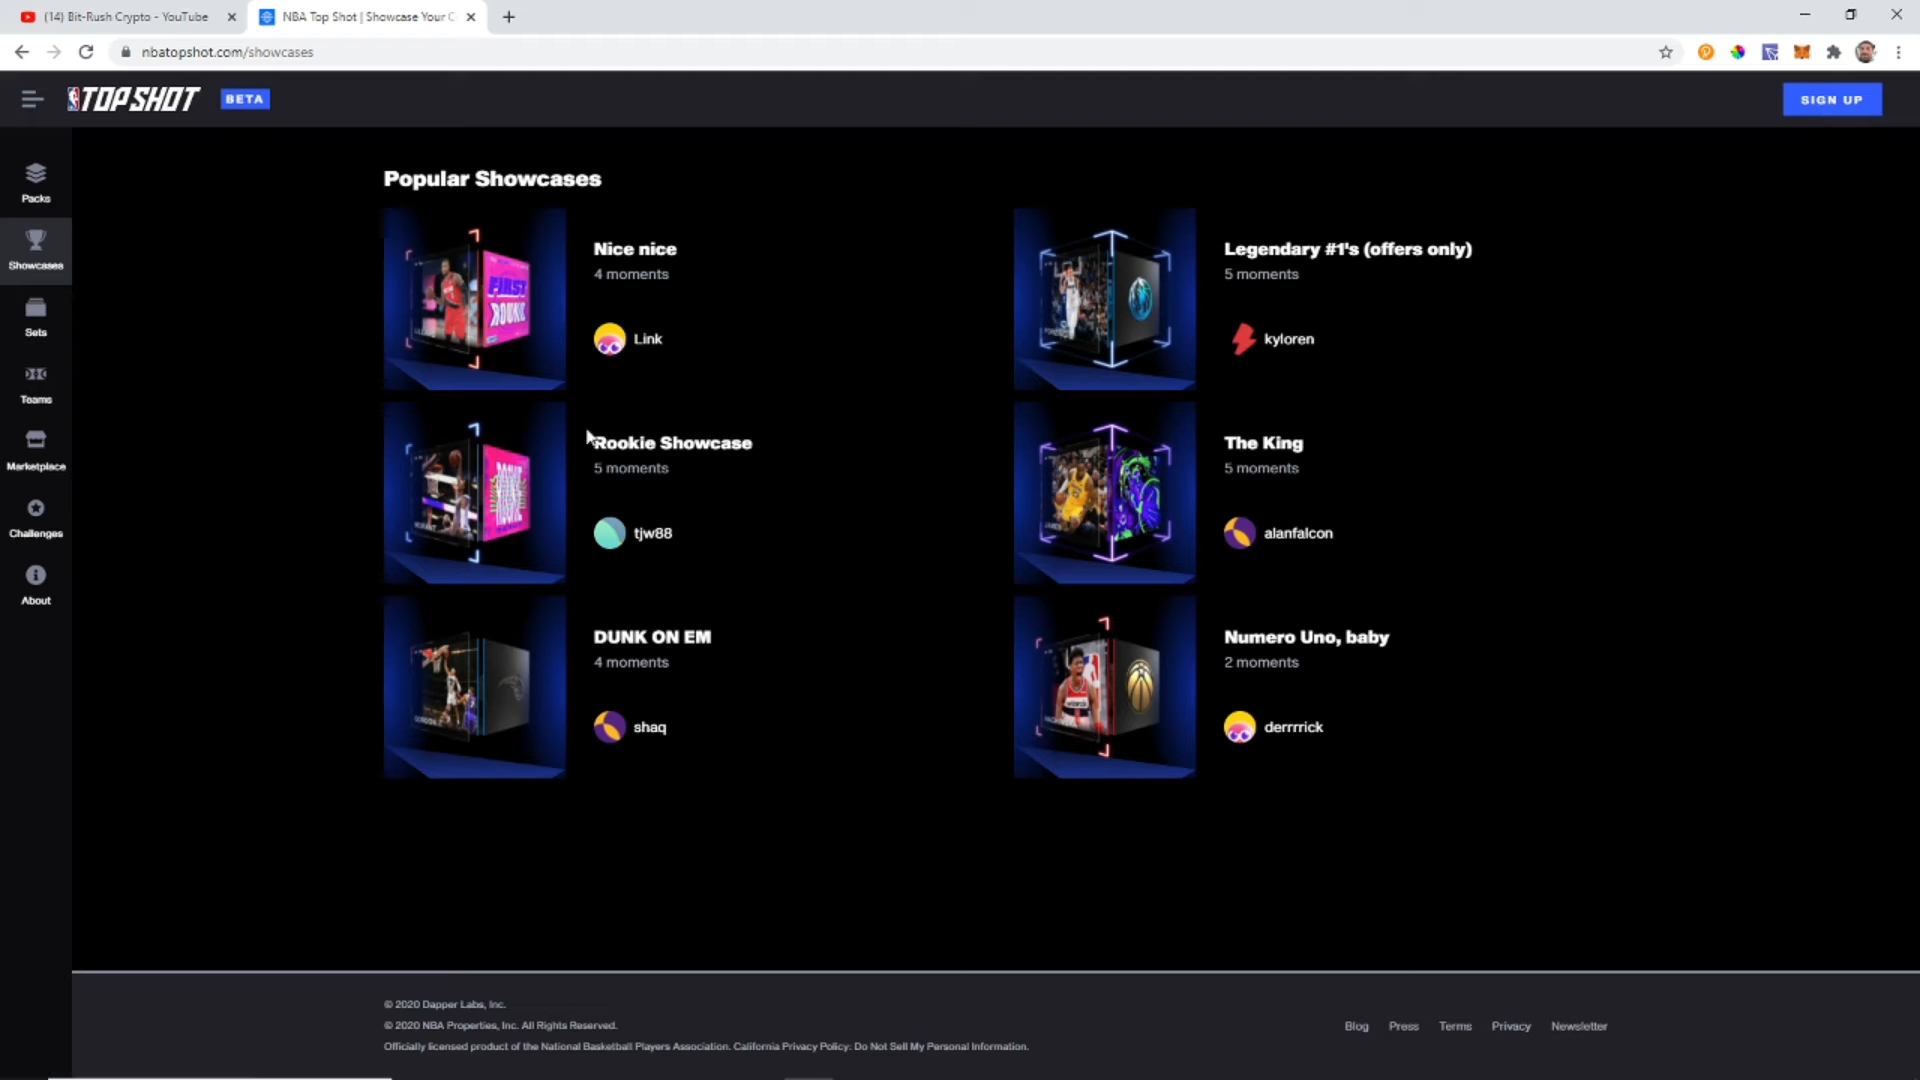 (14) Bit-Rush Crypto - YouTube
NBA Top Shot | Showcase Your C
nbatopshot.com/showcases
TOP SHOT
BETA
SIGN UP
Packs
Showcases
Sets
Teams
Marketplace
Challenges
About
Popular Showcases
Nice nice
4 moments
Link
FIRST
ROUND
Legendary #1's (offers only)
5 moments
kyloren
Rookie Showcase
5 moments
tjw88
The King
5 moments
alanfalcon
DUNK ON EM
4 moments
shaq
Numero Uno, baby
2 moments
derrrrick
© 2020 Dapper Labs, Inc.
© 2020 NBA Properties, Inc. All Rights Reserved.
Officially licensed product of the National Basketball Players Association. California Privacy Policy: Do Not Sell My Personal Information.
Blog
Press
Terms
Privacy
Newsletter